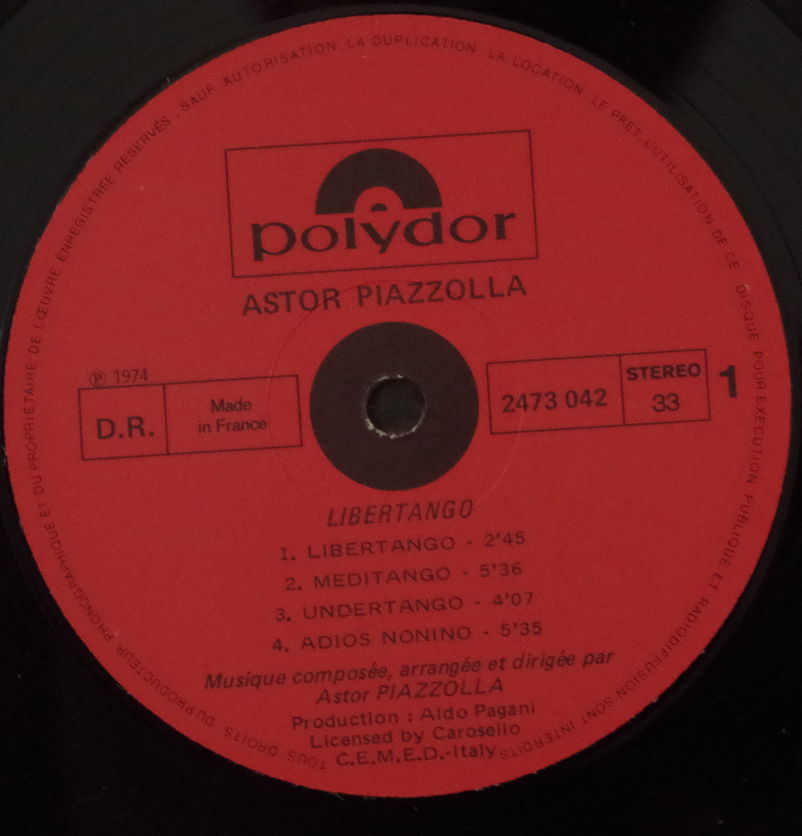 TOUS DROITS DU PRODUCTEUR PHONOGRAPHIQUE ET DU PROPRIÉTAIRE DE L'ŒUVRE ENREGISTRÉE RÉSERVÉS . SAUF AUTORISATION . LA DUPLICATION . LA LOCATION . LE PRET . L'UTILISATION DE CE DISQUE POUR EXECUTION PUBLIQUE ET RADIODIFFUSION SONT INTERDITS
polydor
ASTOR PIAZZOLLA
℗ 1974
D.R.
Made
in France
2473 042
STEREO
33
1
LIBERTANGO
1. LIBERTANGO - 2'45
2. MEDITANGO - 5'36
3. UNDERTANGO - 4'07
4. ADIOS NONINO - 5'35
Musique composée, arrangée et dirigée par
Astor PIAZZOLLA
Production : Aldo Pagani
Licensed by Carosello
C.E.M.E.D.-Italy